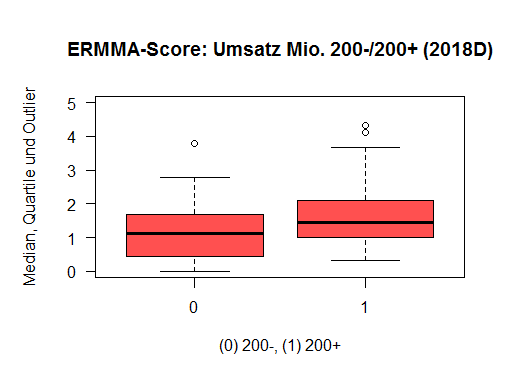 ERMMA-Score: Umsatz Mio. 200-/200+ (2018D)
Median, Quartile und Outlier
5
4
3
2
1
0
0 1
(0) 200-, (1) 200+